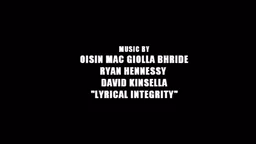 MUSIC BY
OISIN MAC GIOLLA BHRIDE
RYAN HENNESSY
DAVID KINSELLA
"LYRICAL INTEGRITY"